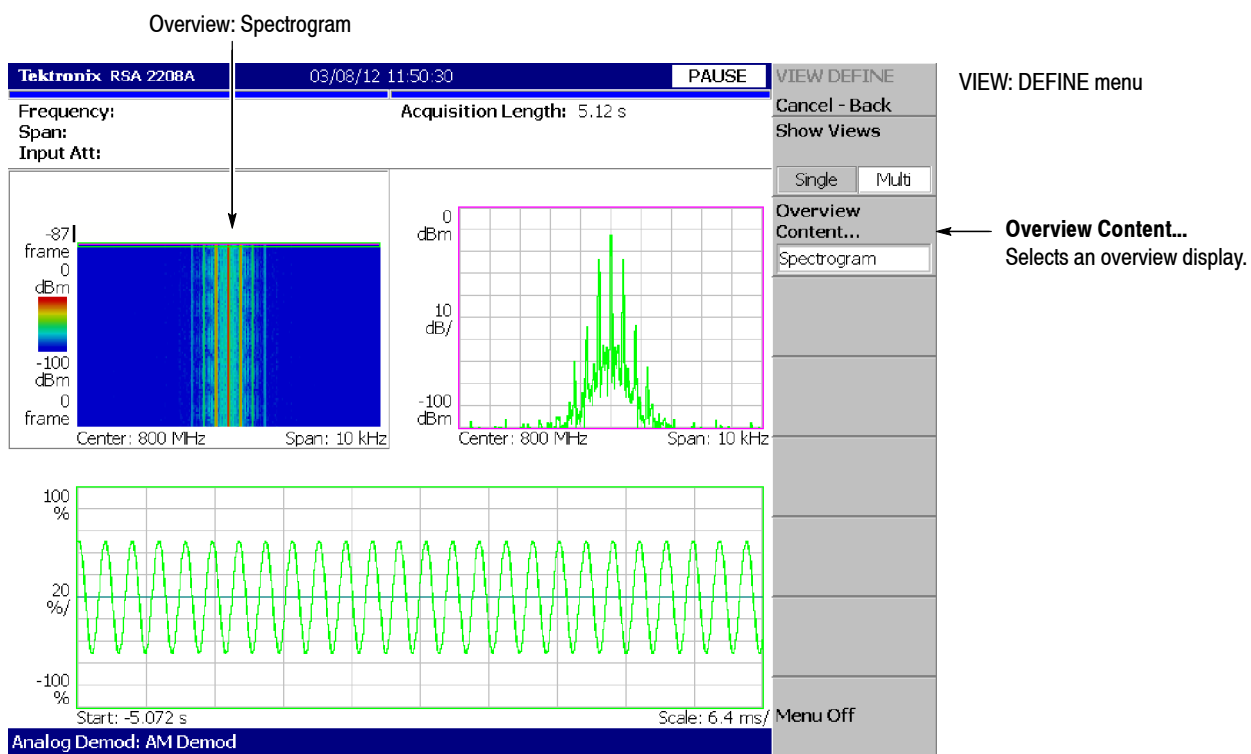 Overview: Spectrogram
Tektronix RSA 2208A 03/08/12 11:50:30 PAUSE
Frequency: Acquisition Length: 5.12 s
Span:
Input Att:
-87
frame
0
dBm
-100
dBm
0
frame
Center: 800 MHz Span: 10 kHz
0
dBm
10
dB/
-100
dBm
Center: 800 MHz Span: 10 kHz
100
%
20
%/
-100
%
Start: -5.072 s Scale: 6.4 ms/
Analog Demod: AM Demod
VIEW DEFINE
Cancel - Back
Show Views
Single Multi
Overview
Content...
Spectrogram
Menu Off
VIEW: DEFINE menu
Overview Content...
Selects an overview display.